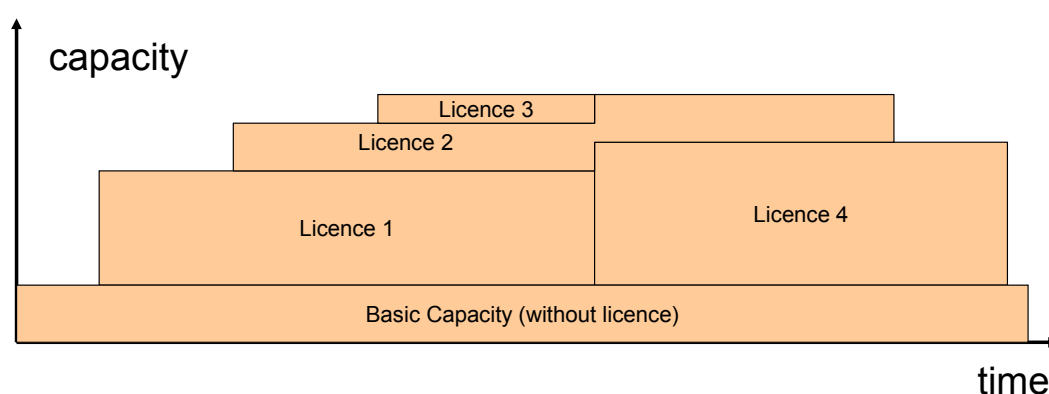 capacity
Licence 3
Licence 2
Licence 4
Licence 1
Basic Capacity (without licence)
time